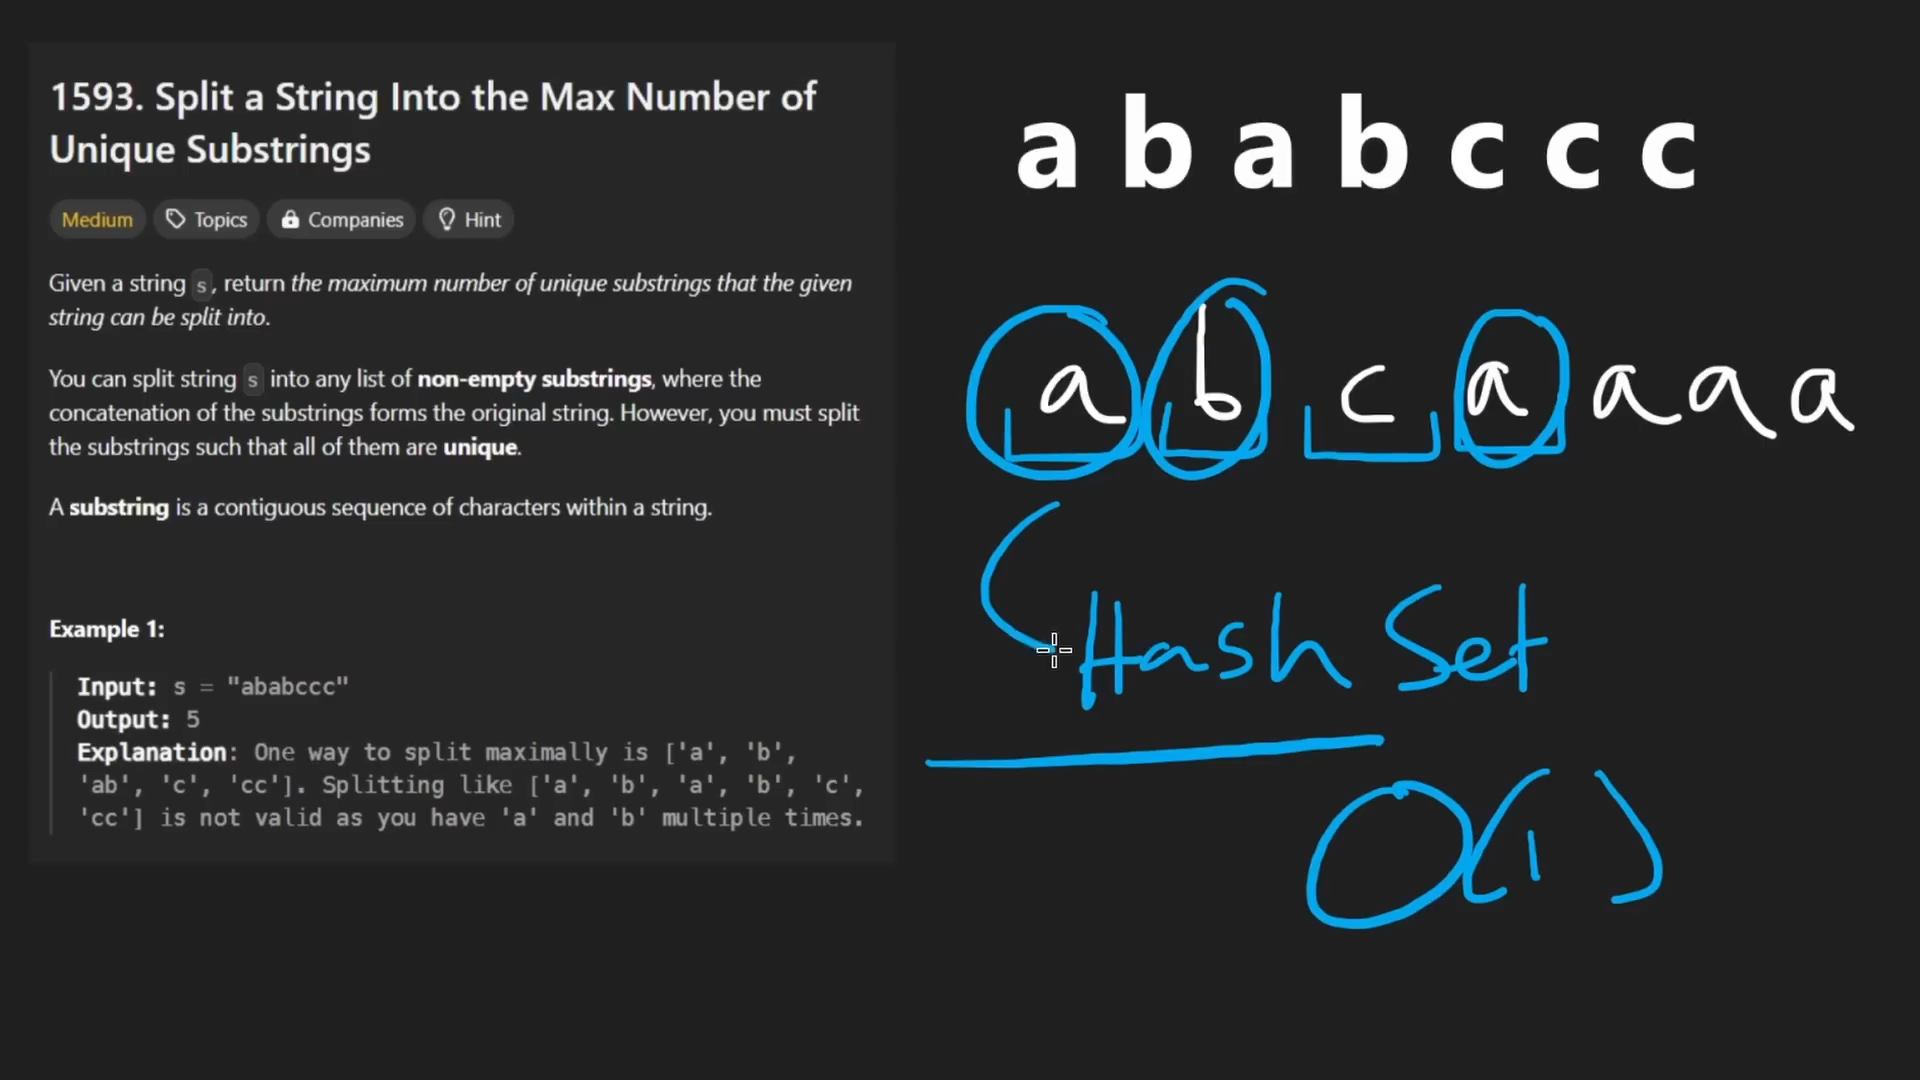 1593. Split a String Into the Max Number of
Unique Substrings
Medium Topics Companies Hint
Given a string s, return the maximum number of unique substrings that the given
string can be split into.
You can split string s into any list of non-empty substrings, where the
concatenation of the substrings forms the original string. However, you must split
the substrings such that all of them are unique.
A substring is a contiguous sequence of characters within a string.
Example 1:
Input: s = "ababccc"
Output: 5
Explanation: One way to split maximally is ['a', 'b',
'ab', 'c', 'cc']. Splitting like ['a', 'b', 'a', 'b', 'c',
'cc'] is not valid as you have 'a' and 'b' multiple times.
a b a b c c c
a b c a a a a
Hash Set
O(1)